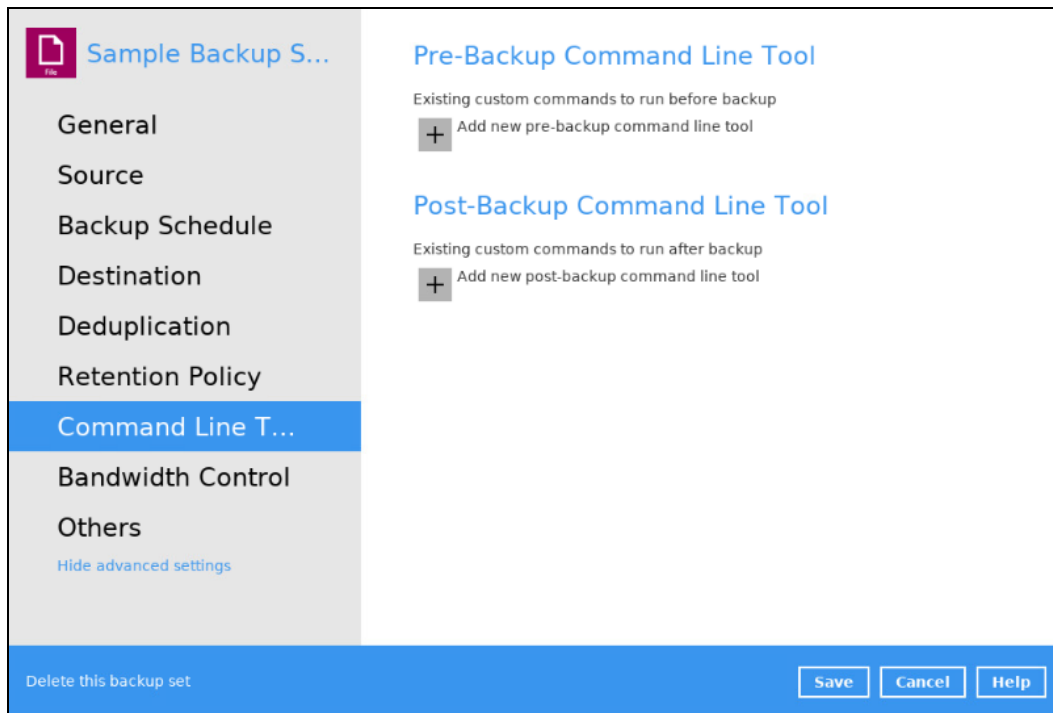 File
Sample Backup S...
General
Source
Backup Schedule
Destination
Deduplication
Retention Policy
Command Line T...
Bandwidth Control
Others
Hide advanced settings
Pre-Backup Command Line Tool
Existing custom commands to run before backup
+ Add new pre-backup command line tool
Post-Backup Command Line Tool
Existing custom commands to run after backup
+ Add new post-backup command line tool
Delete this backup set
Save Cancel Help